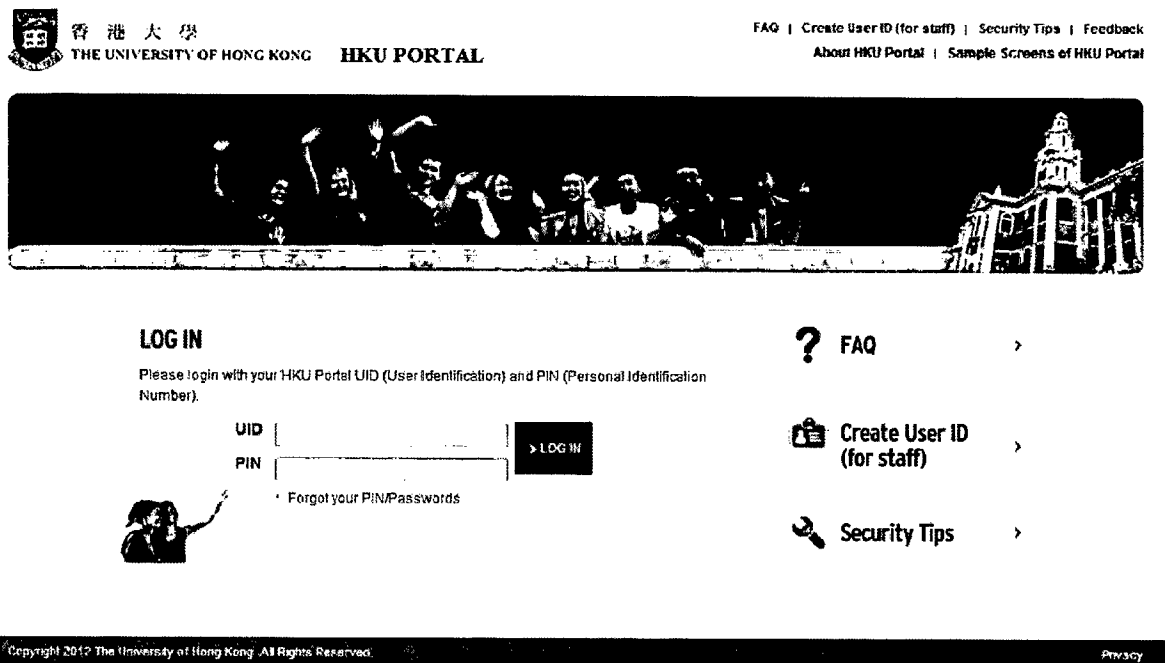 香港大學
THE UNIVERSITY OF HONG KONG
HKU PORTAL
FAQ | Create User ID (for staff) | Security Tips | Feedback
About HKU Portal | Sample Screens of HKU Portal
LOG IN
Please login with your HKU Portal UID (User Identification) and PIN (Personal Identification
Number).
UID
PIN
> LOG IN
Forgot your PIN/Passwords
FAQ >
Create User ID
(for staff) >
Security Tips >
Copyright 2012 The University of Hong Kong. All Rights Reserved.
Privacy